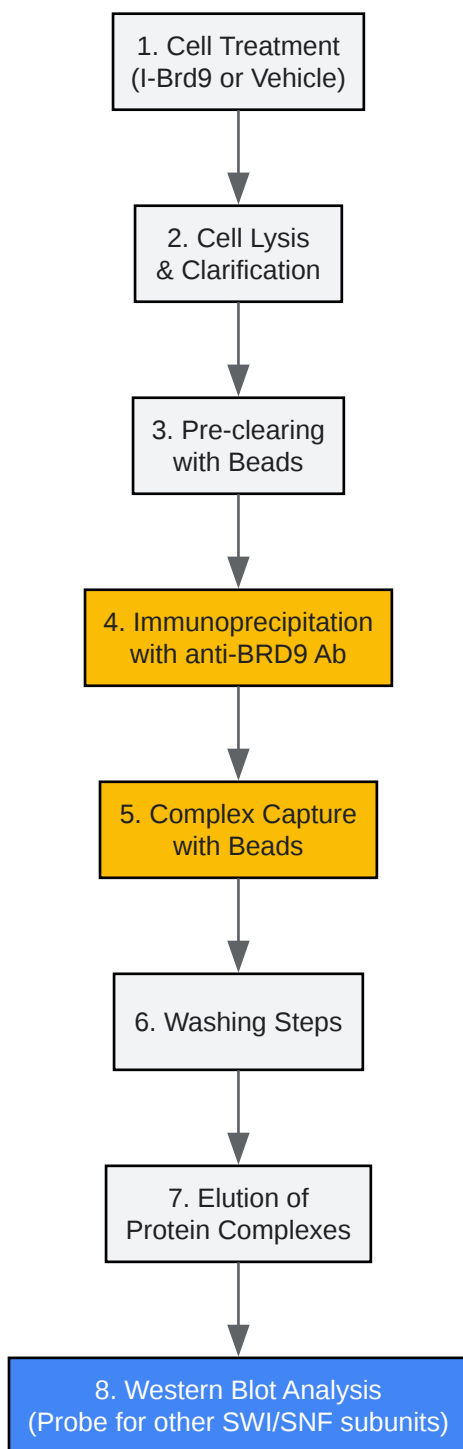 1. Cell Treatment
(I-Brd9 or Vehicle)
2. Cell Lysis
& Clarification
3. Pre-clearing
with Beads
4. Immunoprecipitation
with anti-BRD9 Ab
5. Complex Capture
with Beads
6. Washing Steps
7. Elution of
Protein Complexes
8. Western Blot Analysis
(Probe for other SWI/SNF subunits)